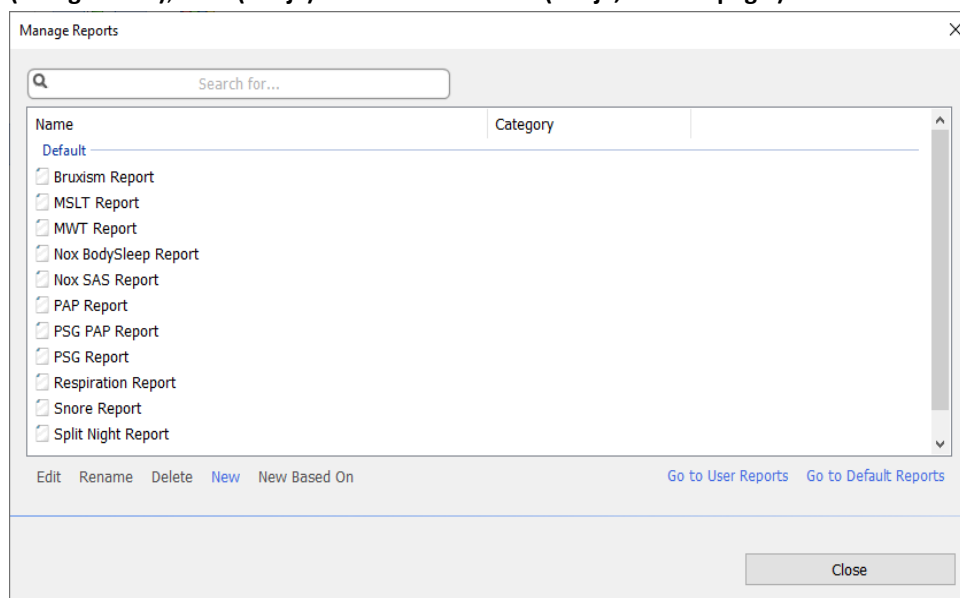 Manage Reports
Search for...
Name Category
Default
Bruxism Report
MSLT Report
MWT Report
Nox BodySleep Report
Nox SAS Report
PAP Report
PSG PAP Report
PSG Report
Respiration Report
Snore Report
Split Night Report
Edit Rename Delete New New Based On Go to User Reports Go to Default Reports
Close